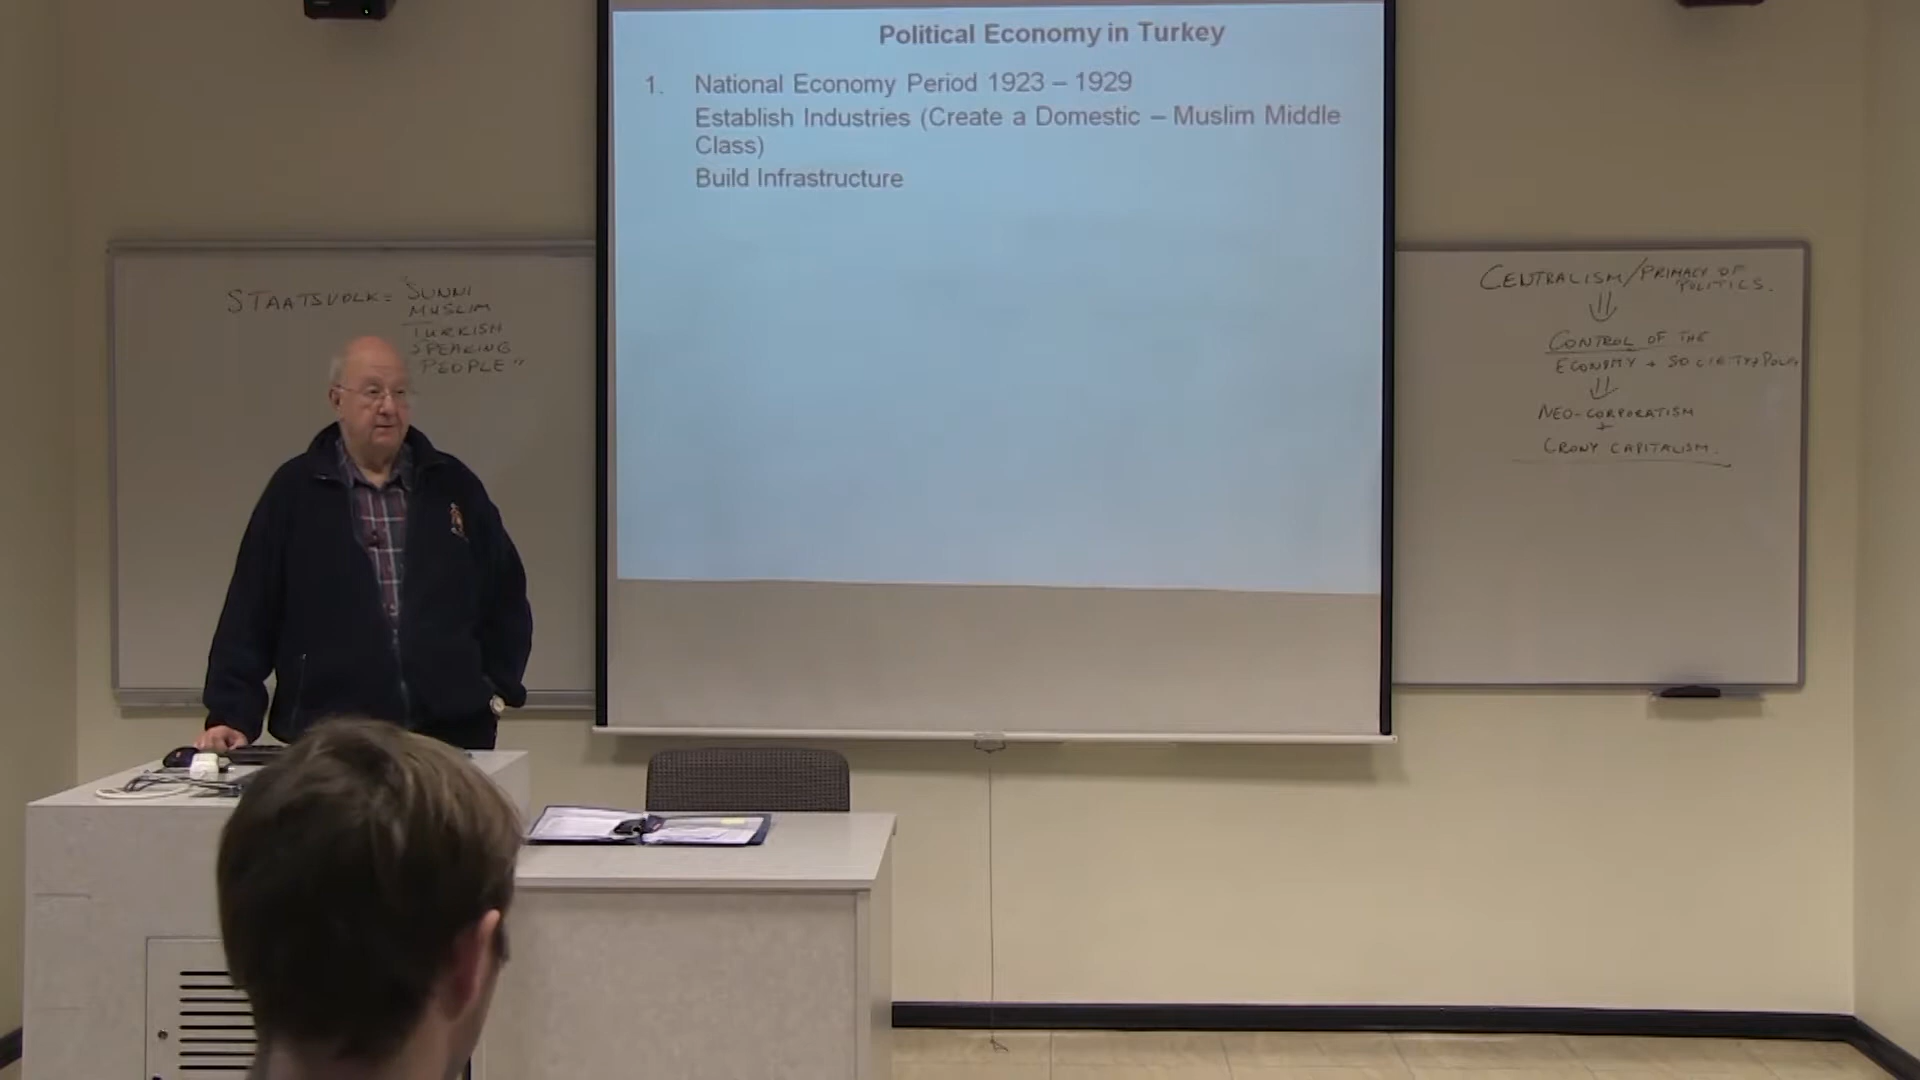 Political Economy in Turkey
1. National Economy Period 1923 – 1929
Establish Industries (Create a Domestic – Muslim Middle
Class)
Build Infrastructure
STAATSVOLK = "SUNNI
MUSLIM
TURKISH
SPEAKING
PEOPLE"
CENTRALISM/PRIMACY OF
POLITICS.
⇓
CONTROL OF THE
ECONOMY + SOCIETY +
⇓
NEO-CORPORATISM
+
CRONY CAPITALISM.